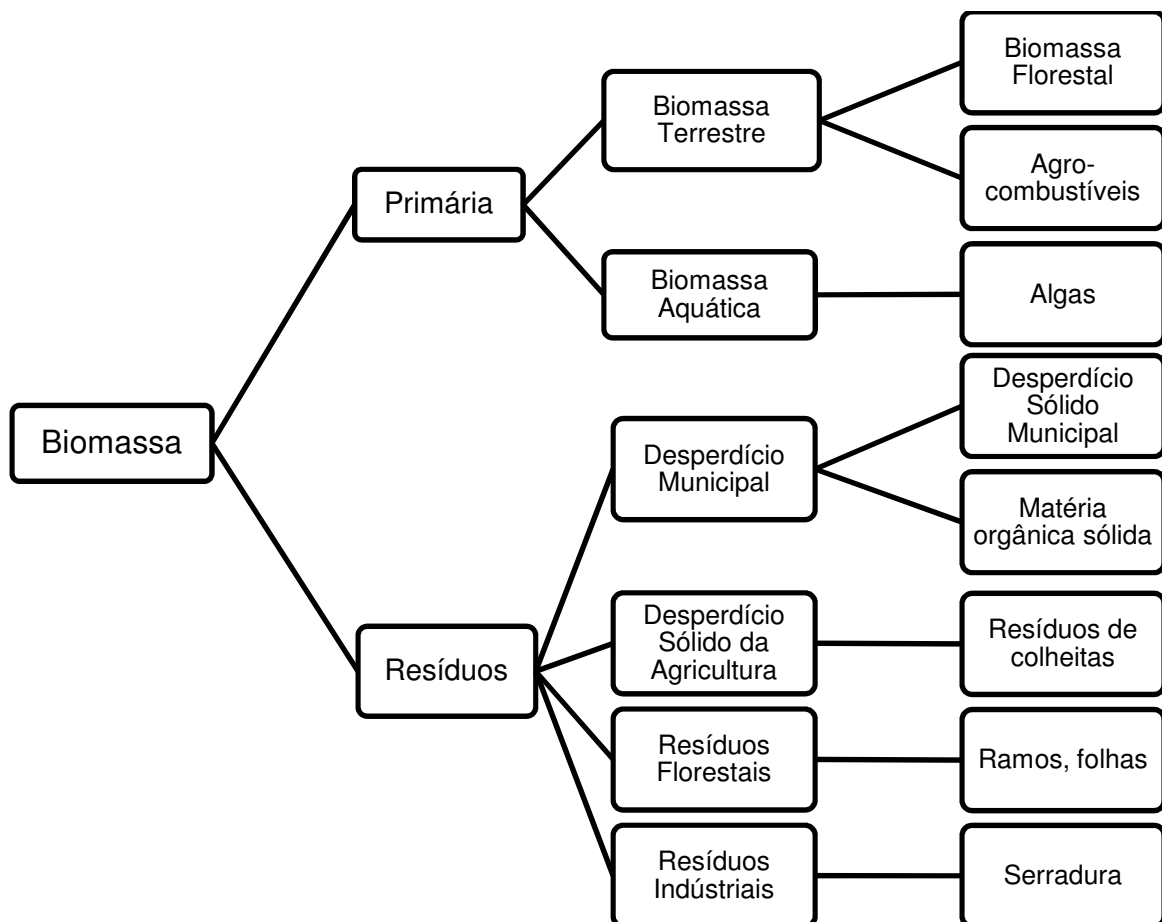 Biomassa
Primária
Biomassa
Terrestre
Biomassa
Florestal
Agro-
combustíveis
Biomassa
Aquática
Algas
Resíduos
Desperdício
Municipal
Desperdício
Sólido
Municipal
Matéria
orgânica sólida
Desperdício
Sólido da
Agricultura
Resíduos de
colheitas
Resíduos
Florestais
Ramos, folhas
Resíduos
Indústriais
Serradura